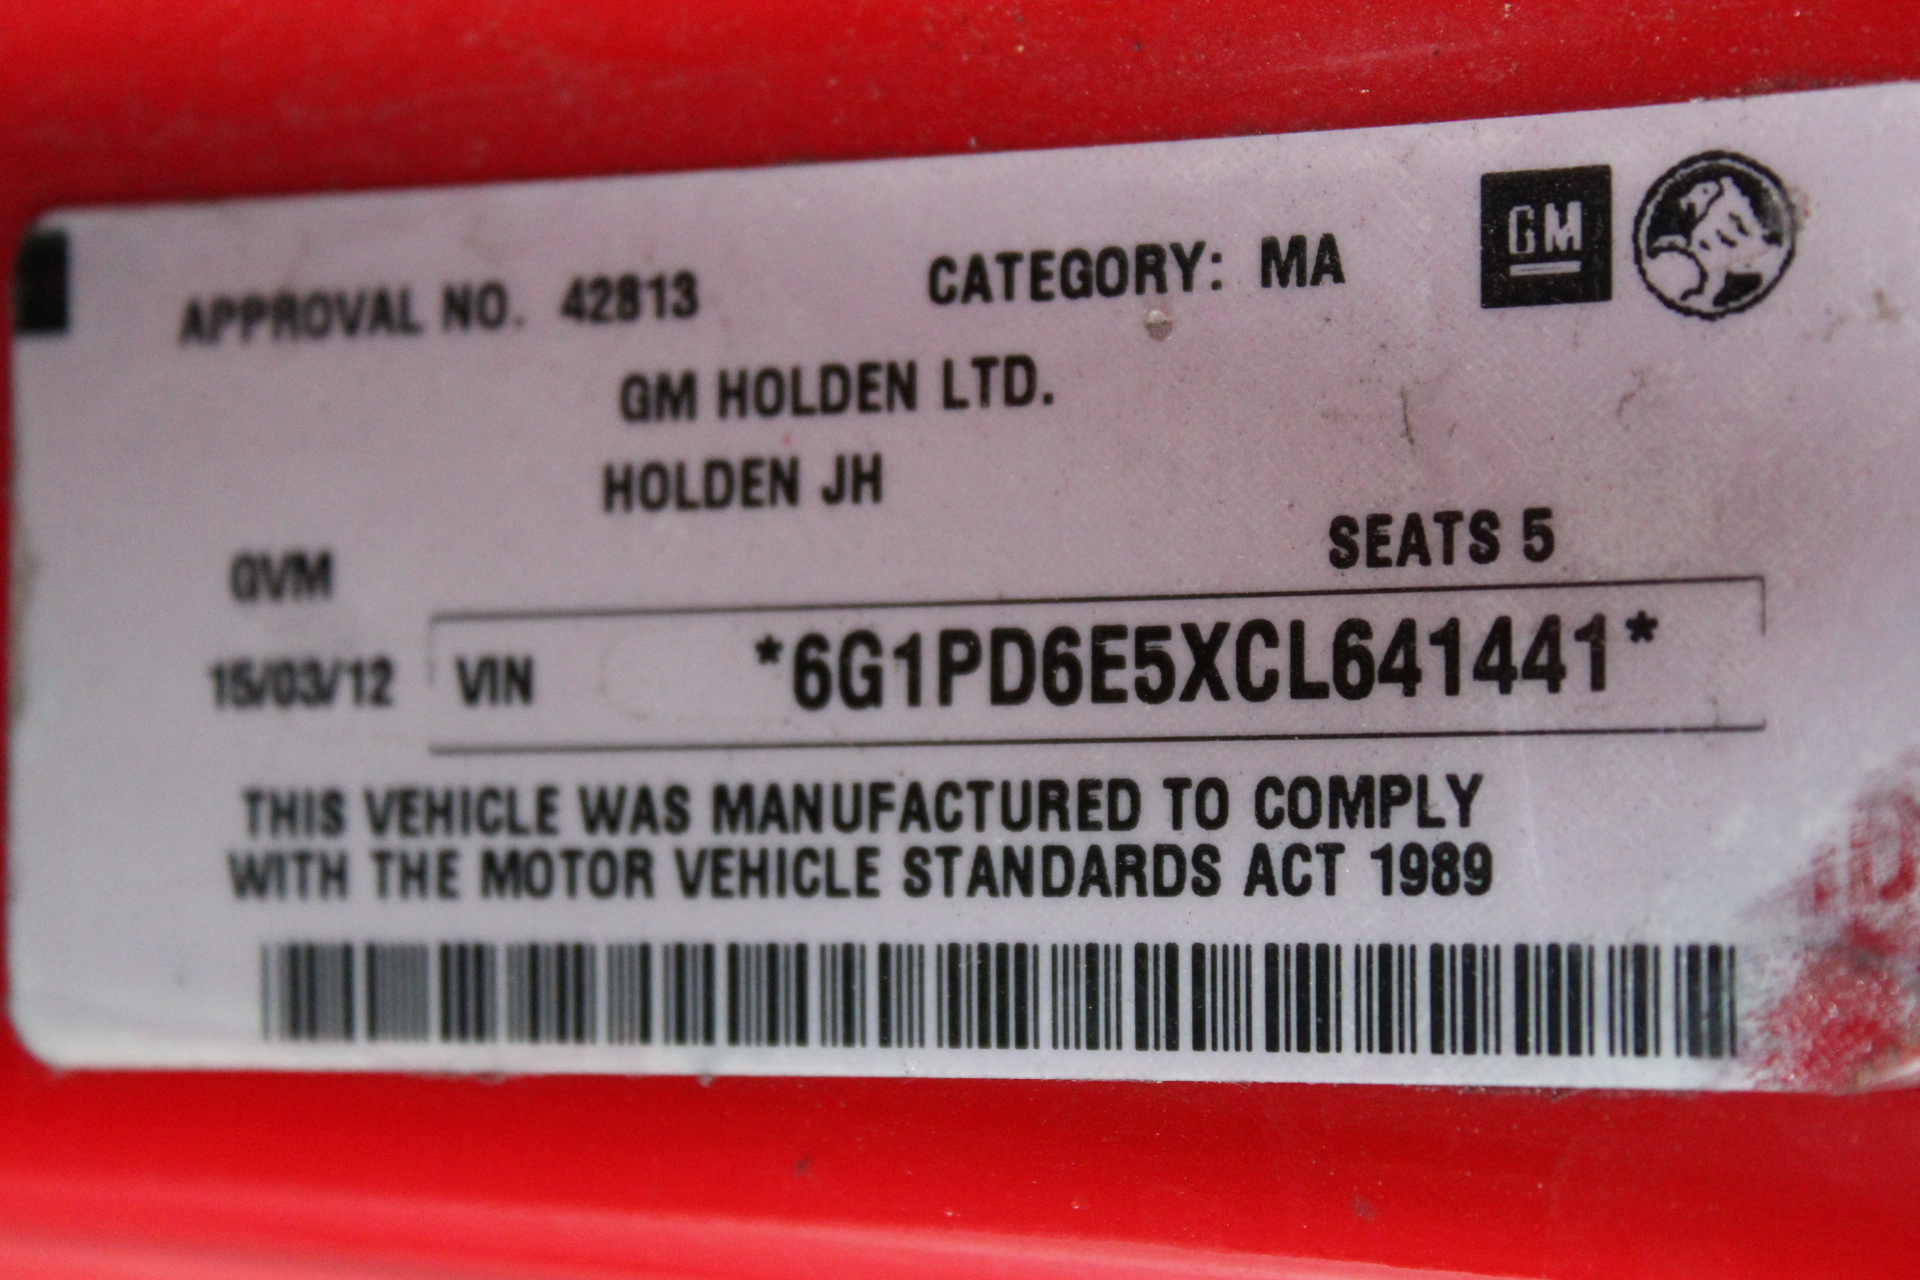 APPROVAL NO. 42813 CATEGORY: MA GM
GM HOLDEN LTD.
HOLDEN JH
SEATS 5
GVM
15/03/12 VIN *6G1PD6E5XCL641441*
THIS VEHICLE WAS MANUFACTURED TO COMPLY
WITH THE MOTOR VEHICLE STANDARDS ACT 1989